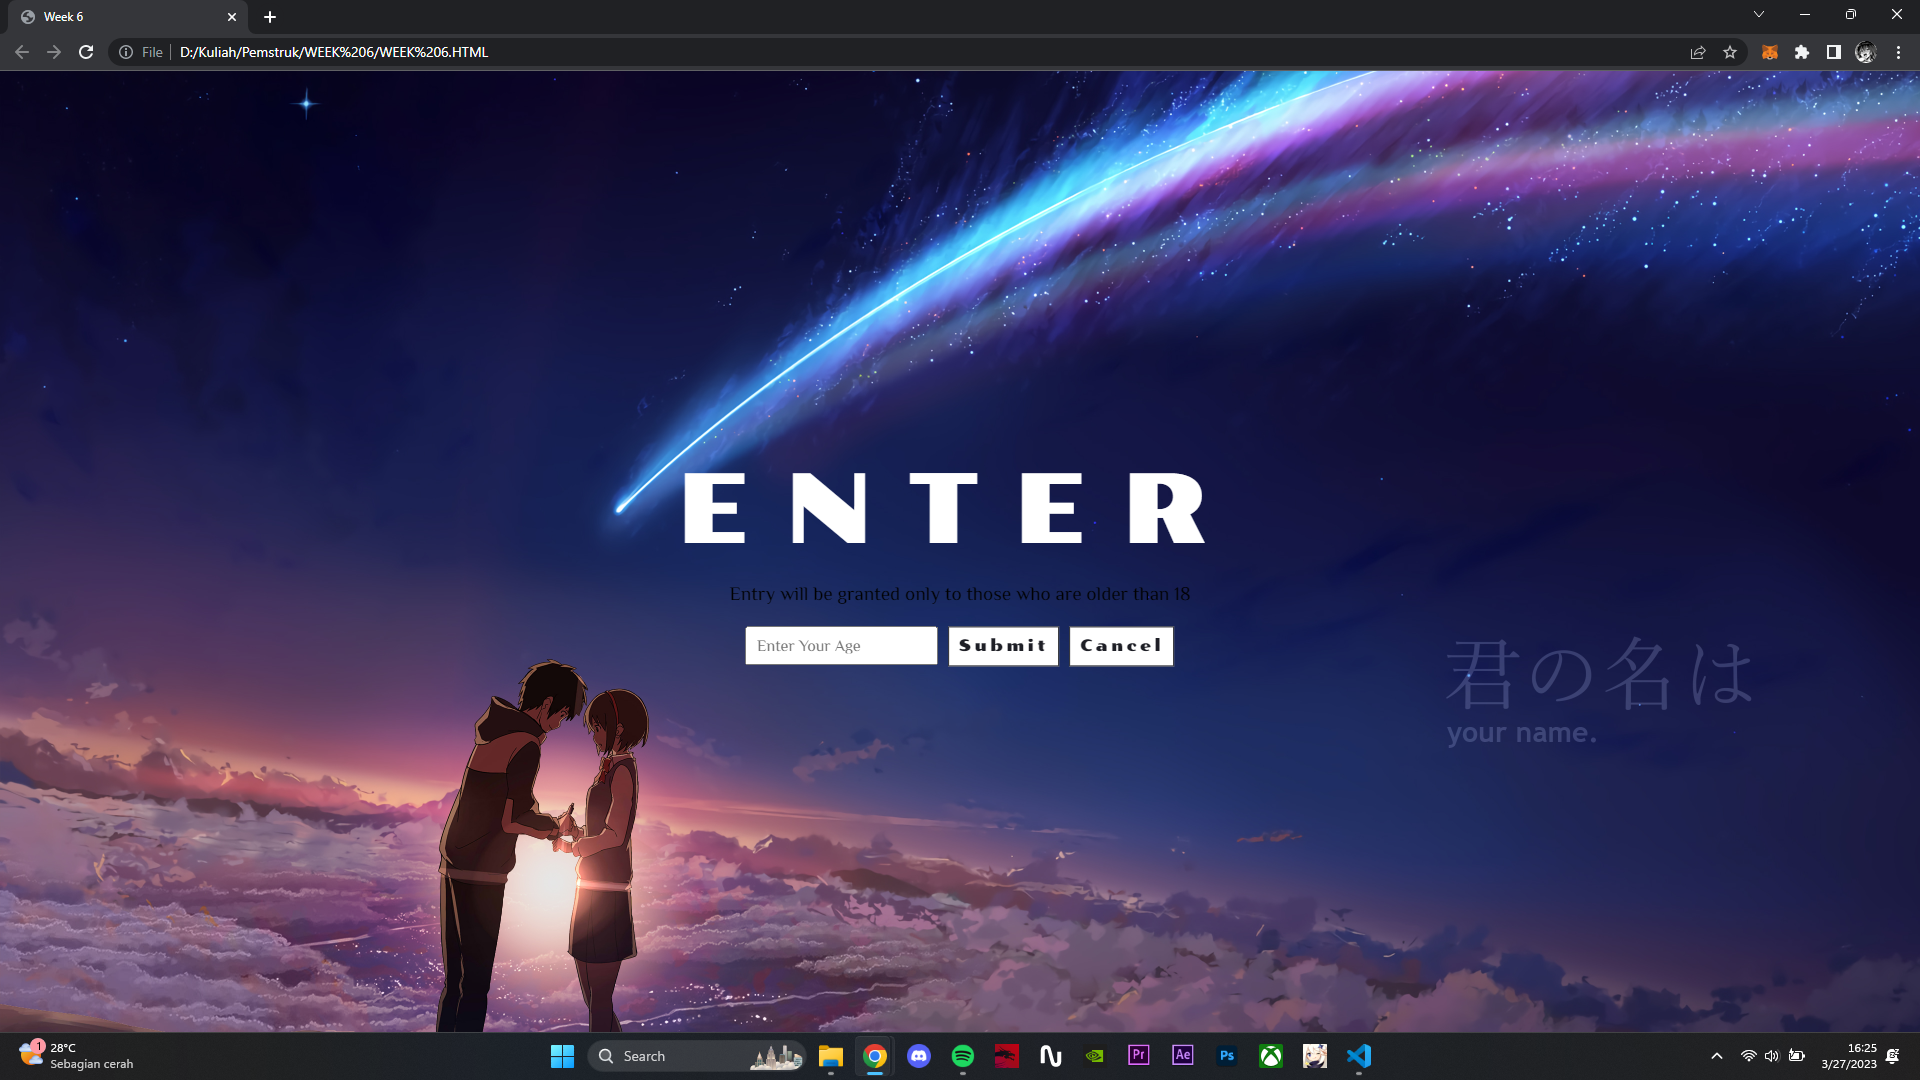 Week 6
File
D:/Kuliah/Pemstruk/WEEK%206/WEEK%206.HTML
ENTER
Entry will be granted only to those who are older than 18
Enter Your Age
Submit
Cancel
君の名は
your name.
1
28°C
Sebagian cerah
Search
Pr
Ae
Ps
16:25
3/27/2023